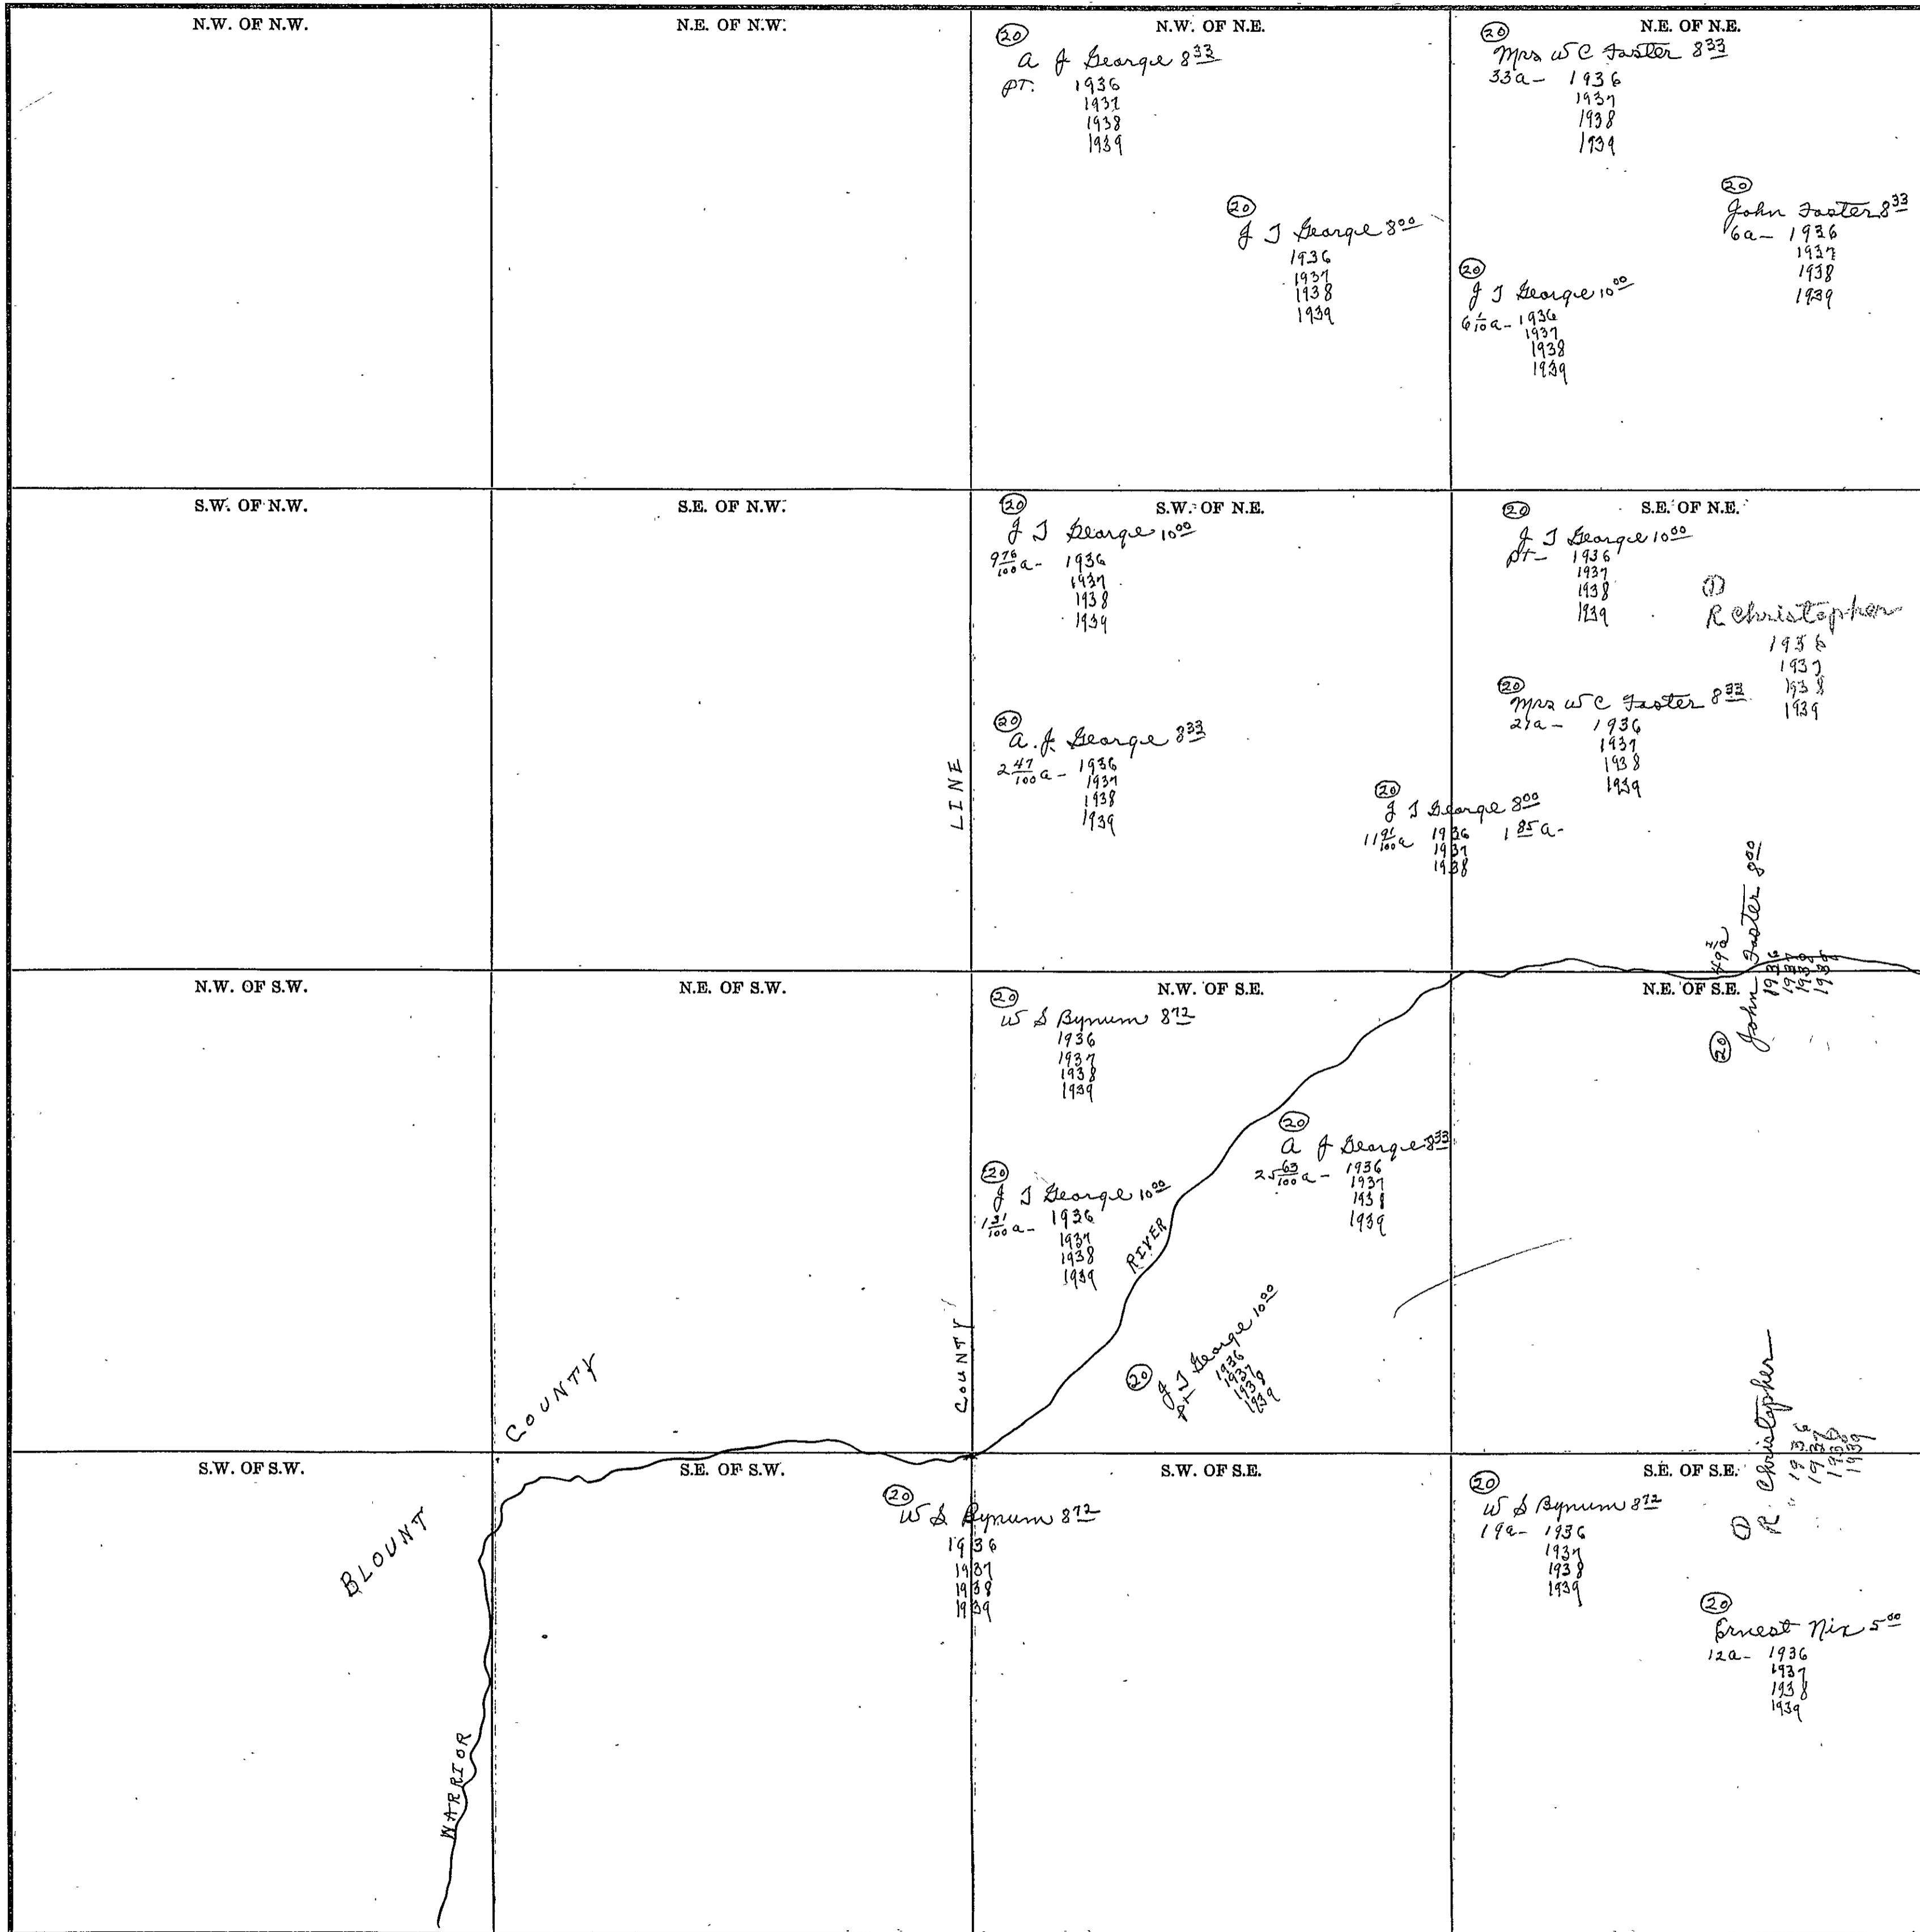 N.W. OF N.W.
N.E. OF N.W.
N.W. OF N.E.
20
A J George 8 33
PT. 1936
1937
1938
1939
20
J T George 8 00
1936
1937
1938
1939
N.E. OF N.E.
20
Mrs W C Foster 8 33
33a- 1936
1937
1938
1939
20
John Foster 8 33
6a- 1936
1937
1938
1939
20
J T George 10 00
6 1/10 a- 1936
1937
1938
1939
S.W. OF N.W.
S.E. OF N.W.
S.W. OF N.E.
20
J T George 10 00
9 76/100 a- 1936
1937
1938
1939
20
A. J. George 8 33
2 47/100 a- 1936
1937
1938
1939
LINE
S.E. OF N.E.
20
J T George 10 00
pt- 1936
1937
1938
1939
1
R Christopher
1936
1937
1938
1939
20
Mrs W C Foster 8 33
21a- 1936
1937
1938
1939
20
J T George 8 00
11 91/100 a 1936 1 85 a-
1937
1938
N.W. OF S.W.
N.E. OF S.W.
N.W. OF S.E.
20
W S Bynum 8 72
1936
1937
1938
1939
20
A J George 8 33
25 63/100 a- 1936
1937
1938
1939
20
J T George 10 00
1 31/100 a- 1936
1937
1938
1939
RIVER
20
J T George 10 00
pt 1936
1937
1938
1939
COUNTY
COUNTY
N.E. OF S.E.
20
John Foster 8 00
1936
1937
1938
1939
S.W. OF S.W.
BLOUNT
WARRIOR
S.E. OF S.W.
20
W S Bynum 8 72
1936
1937
1938
1939
S.W. OF S.E.
S.E. OF S.E.
20
W S Bynum 8 72
19a- 1936
1937
1938
1939
1
R. Christopher
" 1936
1937
1938
1939
20
Ernest Nix 5 00
12a- 1936
1937
1938
1939